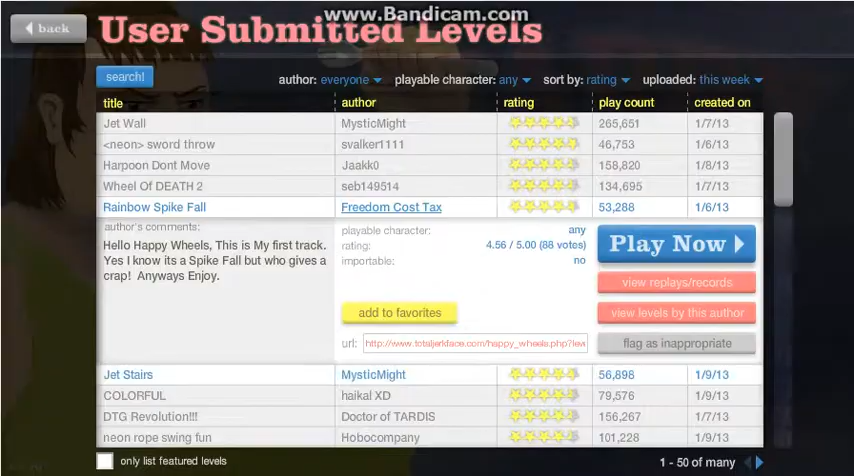 www.Bandicam.com
back
User Submitted Levels
search!
author: everyone playable character: any sort by: rating uploaded: this week
title author rating play count created on
Jet Wall MysticMight 265,651 1/7/13
<neon> sword throw svalker1111 46,753 1/6/13
Harpoon Dont Move Jaakk0 158,820 1/8/13
Wheel Of DEATH 2 seb149514 134,695 1/7/13
Rainbow Spike Fall Freedom Cost Tax 53,288 1/6/13
author's comments:
Hello Happy Wheels, This is My first track.
Yes I know its a Spike Fall but who gives a
crap! Anyways Enjoy.
playable character: any
rating: 4.56 / 5.00 (88 votes)
importable: no
add to favorites
url: http://www.totaljerkface.com/happy_wheels.php?leve
Play Now
view replays/records
view levels by this author
flag as inappropriate
Jet Stairs MysticMight 56,898 1/9/13
COLORFUL haikal XD 79,576 1/9/13
DTG Revolution!!! Doctor of TARDIS 156,267 1/7/13
neon rope swing fun Hobocompany 101,228 1/9/13
only list featured levels
1 - 50 of many